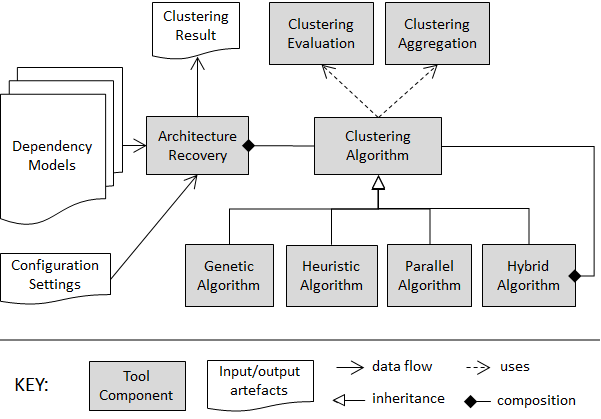 Clustering
Result
Clustering
Evaluation
Clustering
Aggregation
Dependency
Models
Architecture
Recovery
Clustering
Algorithm
Configuration
Settings
Genetic
Algorithm
Heuristic
Algorithm
Parallel
Algorithm
Hybrid
Algorithm
KEY:
Tool
Component
Input/output
artefacts
data flow
uses
inheritance
composition